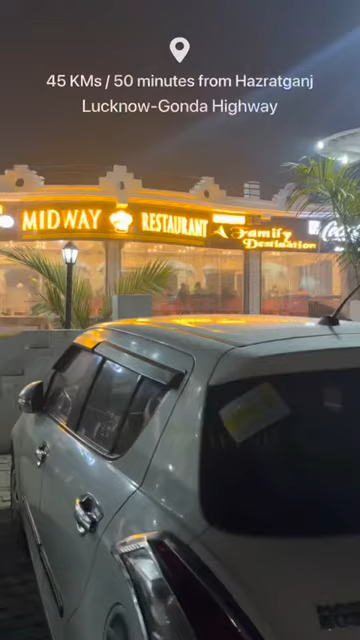 45 KMs / 50 minutes from Hazratganj
Lucknow-Gonda Highway
MIDWAY RESTAURANT
A Family
Destination